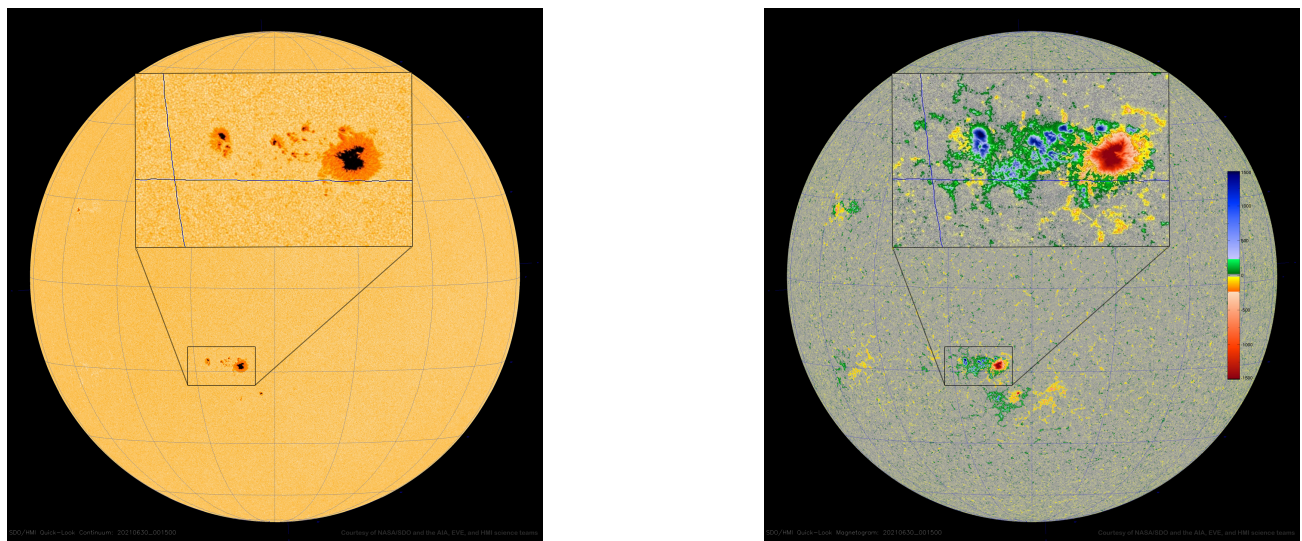 SDO/HMI Quick-Look Continuum: 20210630_001500
Courtesy of NASA/SDO and the AIA, EVE, and HMI science teams
SDO/HMI Quick-Look Magnetogram: 20210630_001500
Courtesy of NASA/SDO and the AIA, EVE, and HMI science teams